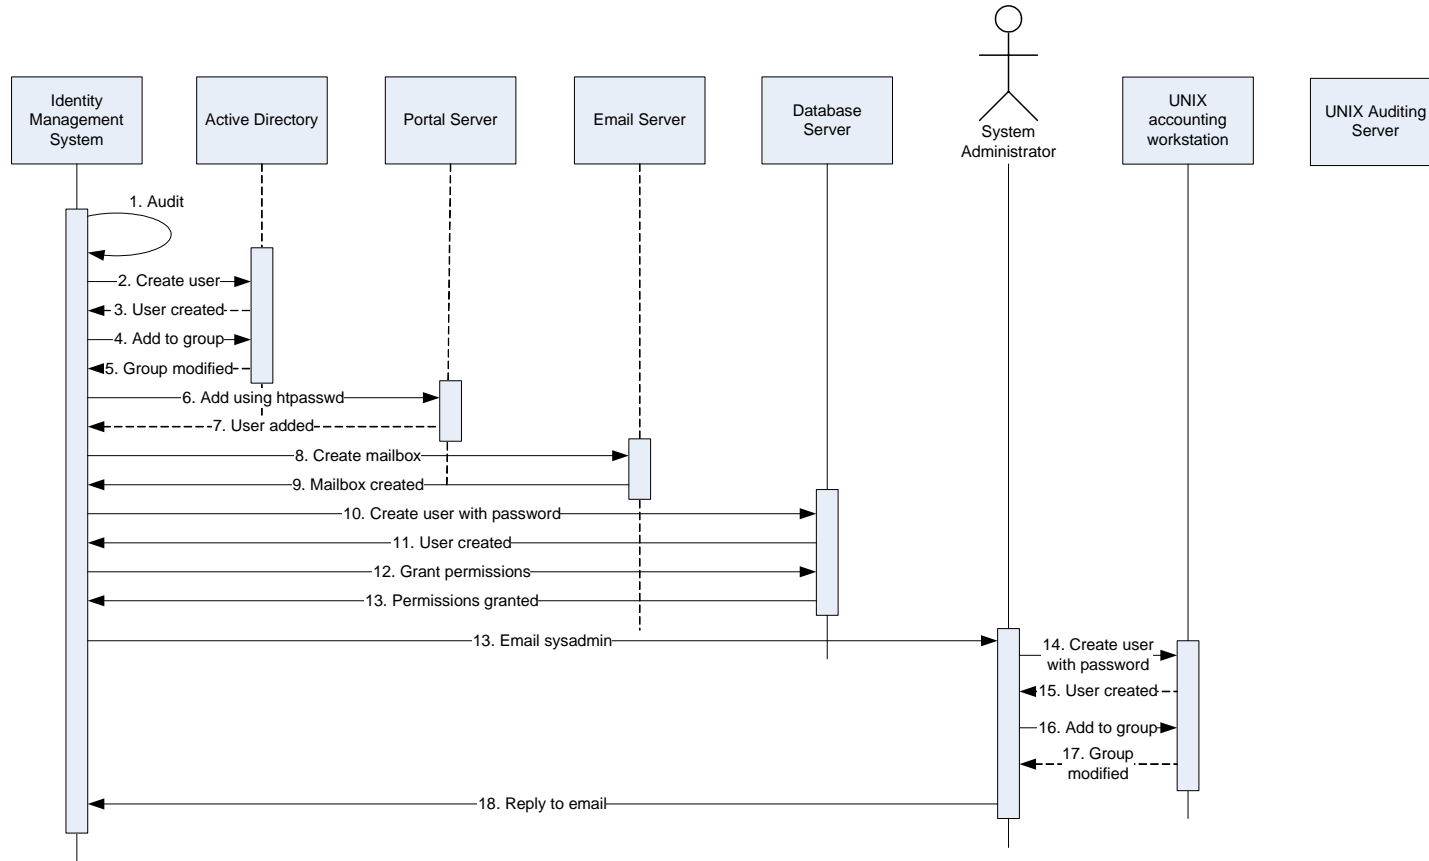 Identity
Management
System
Active Directory
Portal Server
Email Server
Database
Server
System
Administrator
UNIX
accounting
workstation
UNIX Auditing
Server
1. Audit
2. Create user
3. User created
4. Add to group
5. Group modified
6. Add using htpasswd
7. User added
8. Create mailbox
9. Mailbox created
10. Create user with password
11. User created
12. Grant permissions
13. Permissions granted
13. Email sysadmin
14. Create user
with password
15. User created
16. Add to group
17. Group
modified
18. Reply to email